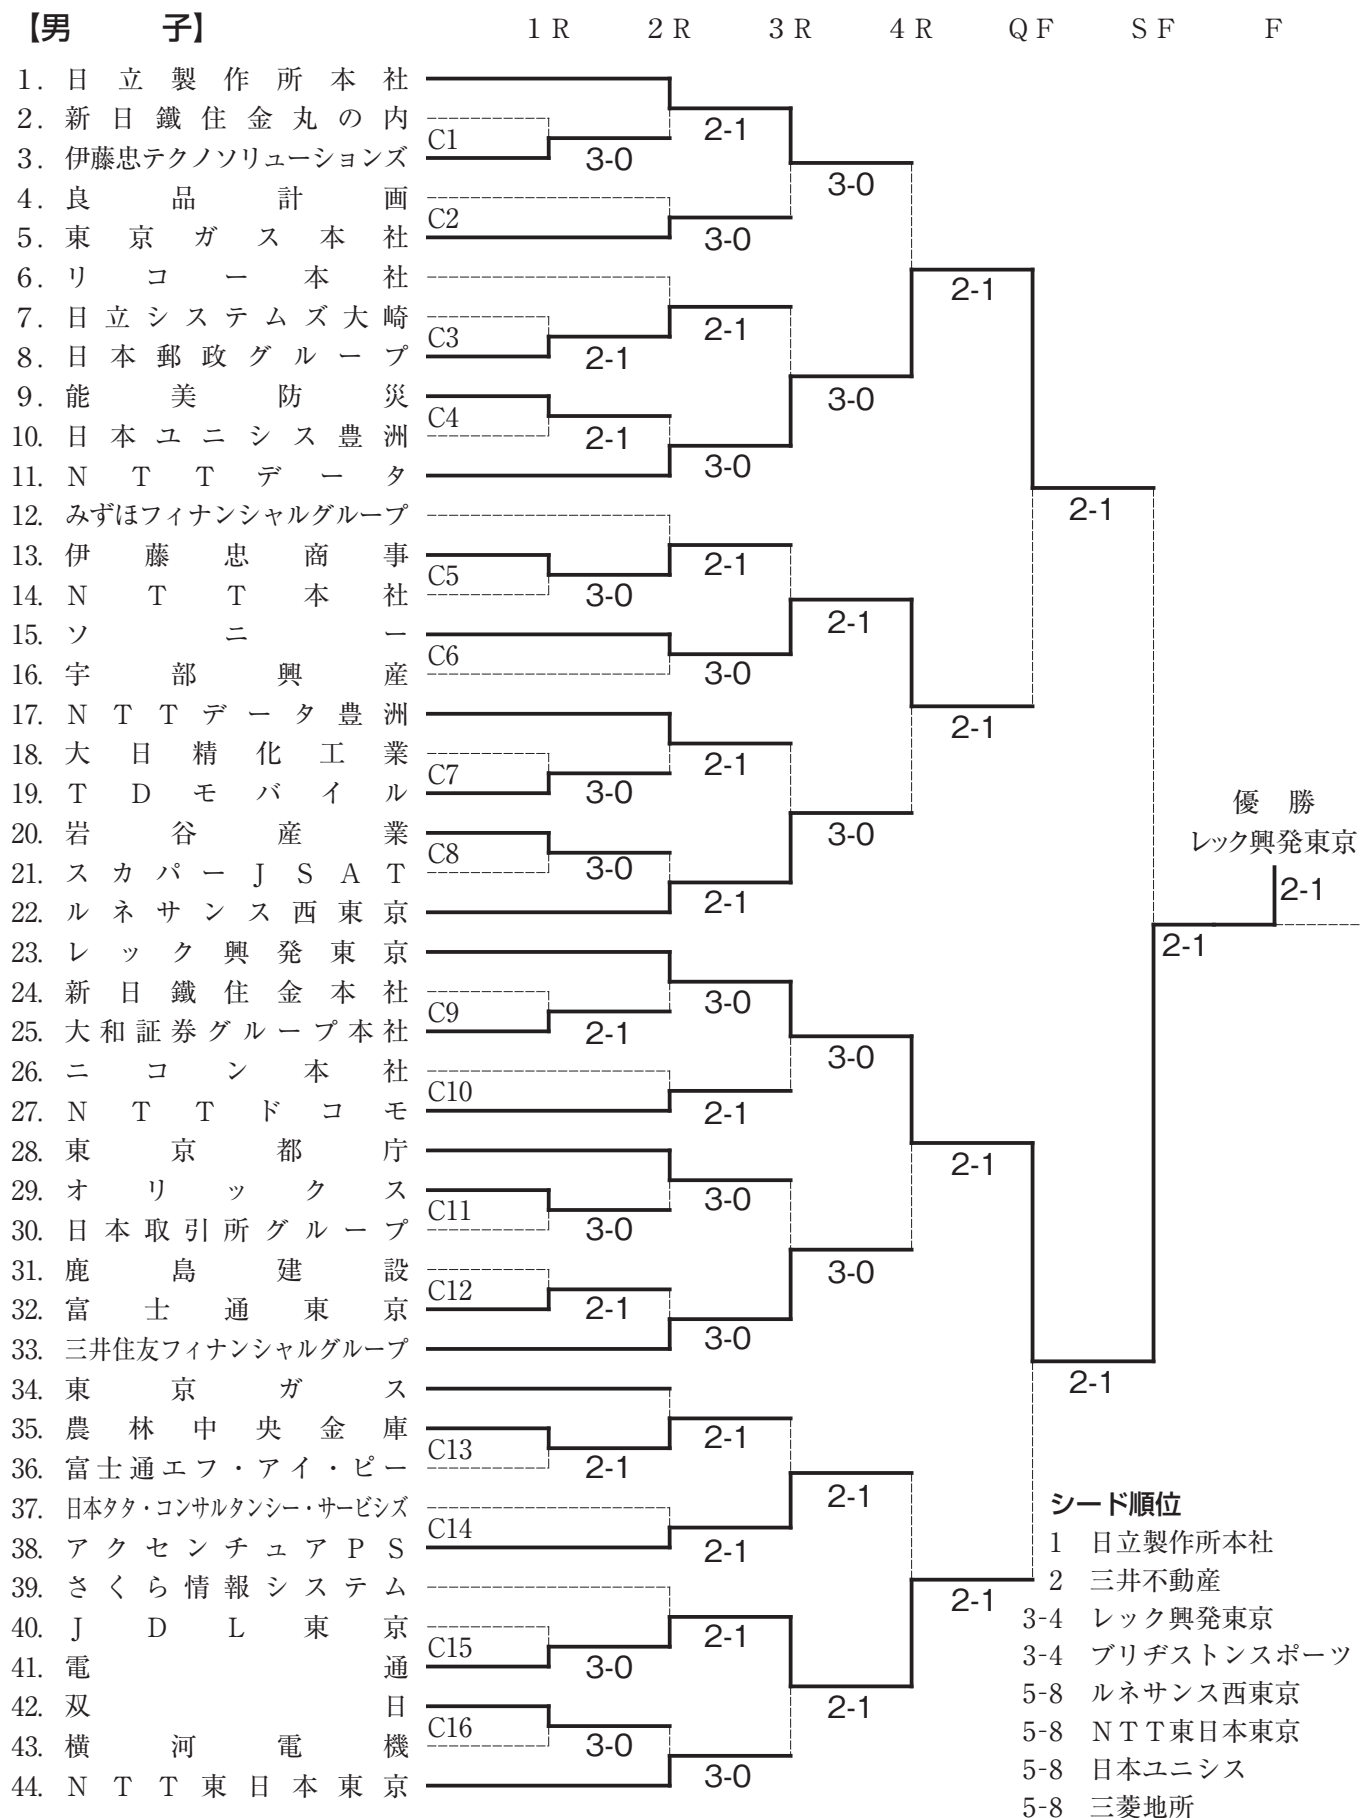 【男子】 1R 2R 3R 4R QF SF F
1. 日立製作所本社
2. 新日鐵住金丸の内
2-1
C1
3. 伊藤忠テクノソリューションズ
3-0
3-0
4. 良品計画
C2
5. 東京ガス本社
3-0
6. リコー本社
2-1
7. 日立システムズ大崎
2-1
C3
8. 日本郵政グループ
2-1
9. 能美防災
3-0
C4
10. 日本ユニシス豊洲
2-1
11. NTTデータ
3-0
12. みずほフィナンシャルグループ
2-1
13. 伊藤忠商事
2-1
C5
14. NTT本社
3-0
15. ソニー
2-1
C6
16.宇部興産
3-0
17. NTTデータ豊洲
2-1
18. 大日精化工業
2-1
C7
19. TDモバイル
3-0
優勝
20. 岩谷産業
3-0
レック興発東京
C8
21. スカパーJSAT
3-0
2-1
22. ルネサンス西東京
2-1
23. レック興発東京
2-1
24. 新日鐵住金本社
3-0
C9
25. 大和証券グループ本社
2-1
26. ニコン本社
3-0
C10
27. NTTドコモ
2-1
28. 東京都庁
2-1
29. オリックス
3-0
C11
30. 日本取引所グループ
3-0
31. 鹿島建設
3-0
C12
32. 富士通東京
2-1
33. 三井住友フィナンシャルグループ
3-0
34. 東京ガス
2-1
35. 農林中央金庫
2-1
C13
36. 富士通エフ・アイ・ピー
2-1
37. 日本タタ・コンサルタンシー・サービシズ
2-1
C14
38. アクセンチュアPS
2-1
39. さくら情報システム
2-1
40. JDL東京
2-1
C15
41. 電通
3-0
42. 双日
2-1
C16
43. 横河電機
3-0
44. NTT東日本東京
3-0
シード順位
1 日立製作所本社
2 三井不動産
3-4 レック興発東京
3-4 ブリヂストンスポーツ
5-8 ルネサンス西東京
5-8 NTT東日本東京
5-8 日本ユニシス
5-8 三菱地所